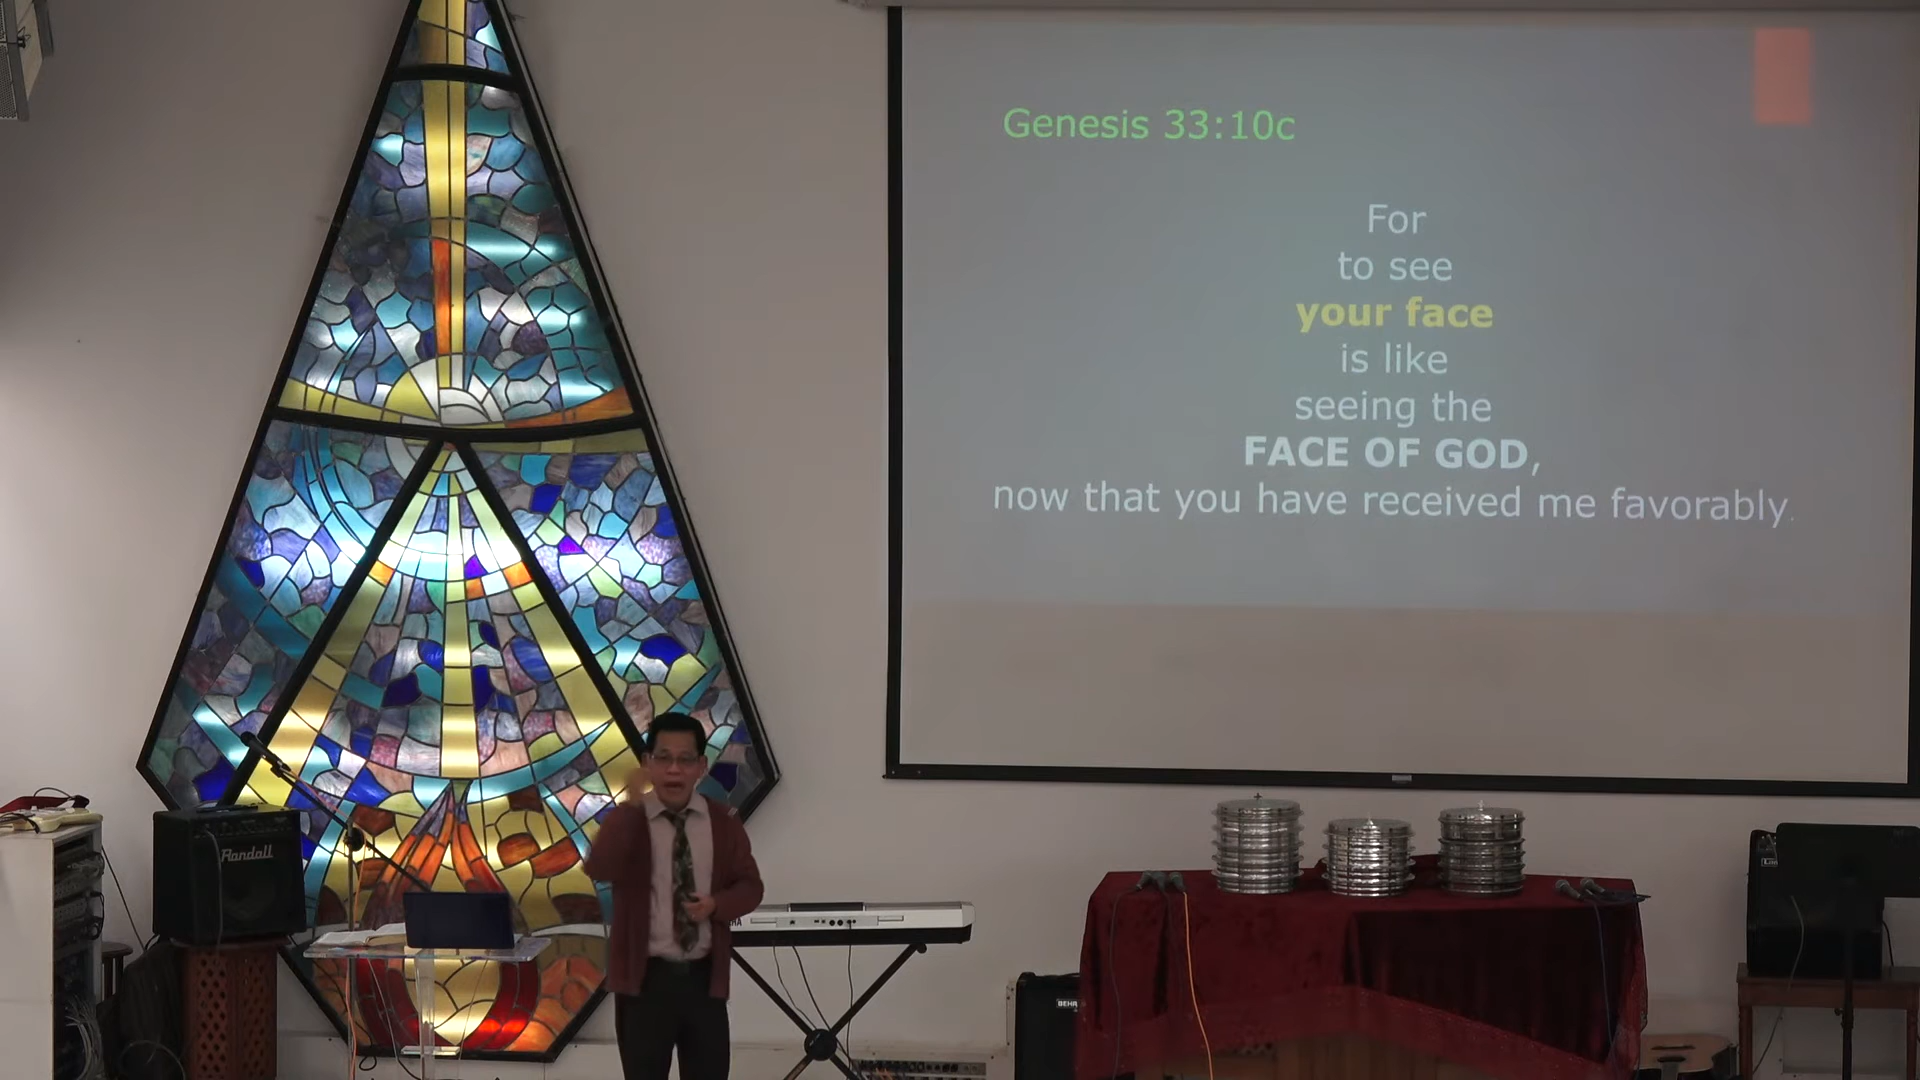 Genesis 33:10c
For
to see
your face
is like
seeing the
FACE OF GOD,
now that you have received me favorably.
Randall